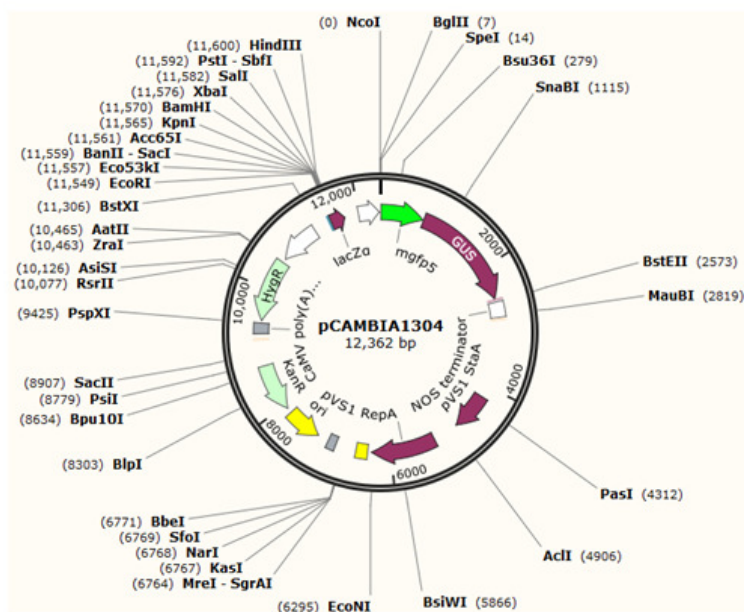 (0) NcoI
BglII (7)
SpeI (14)
Bsu36I (279)
SnaBI (1115)
BstEII (2573)
MauBI (2819)
PasI (4312)
AclI (4906)
BsiWI (5866)
(6295) EcoNI
(6764) MreI - SgrAI
(6767) KasI
(6768) NarI
(6769) SfoI
(6771) BbeI
(8303) BlpI
(8634) Bpu10I
(8779) PsiI
(8907) SacII
(9425) PspXI
(10,077) RsrII
(10,126) AsiSI
(10,463) ZraI
(10,465) AatII
(11,306) BstXI
(11,549) EcoRI
(11,557) Eco53kI
(11,559) BanII - SacI
(11,561) Acc65I
(11,565) KpnI
(11,570) BamHI
(11,576) XbaI
(11,582) SalI
(11,592) PstI - SbfI
(11,600) HindIII
2000
4000
6000
8000
10,000
12,000
lacZα
mgfp5
GUS
NOS terminator
pVS1 StaA
pVS1 RepA
ori
KanR
CaMV poly(A)...
HygR
pCAMBIA1304
12,362 bp